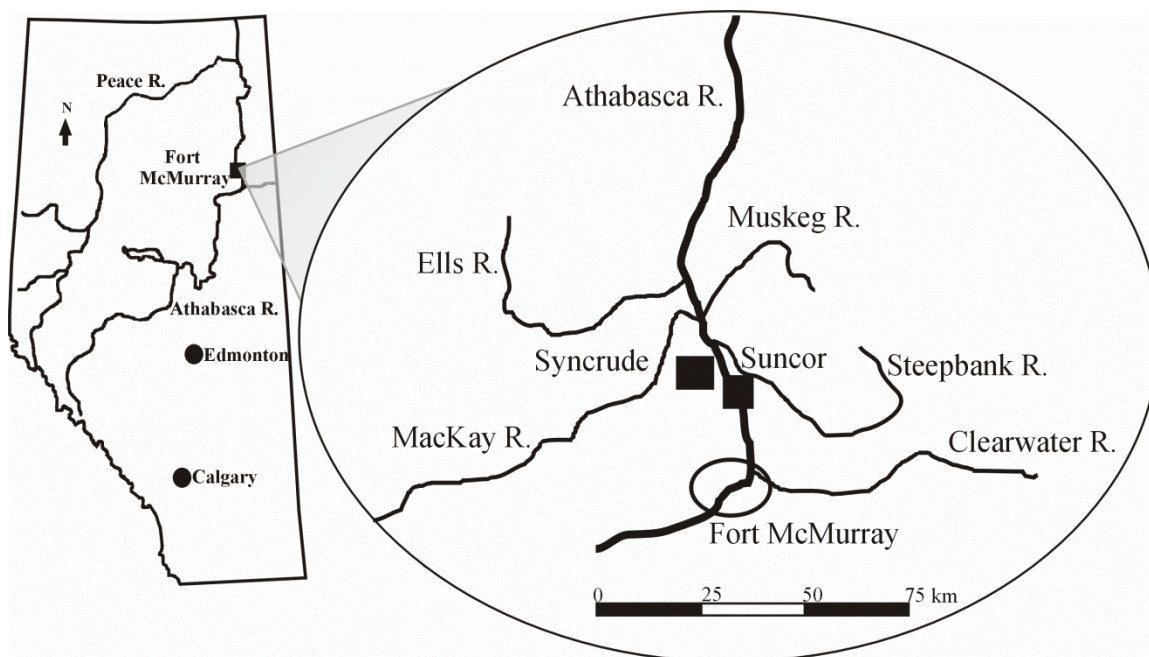 Peace R.
N
Fort
McMurray
Athabasca R.
Edmonton
Calgary
Athabasca R.
Muskeg R.
Ells R.
Syncrude
Suncor
Steepbank R.
MacKay R.
Clearwater R.
Fort McMurray
0 25 50 75 km